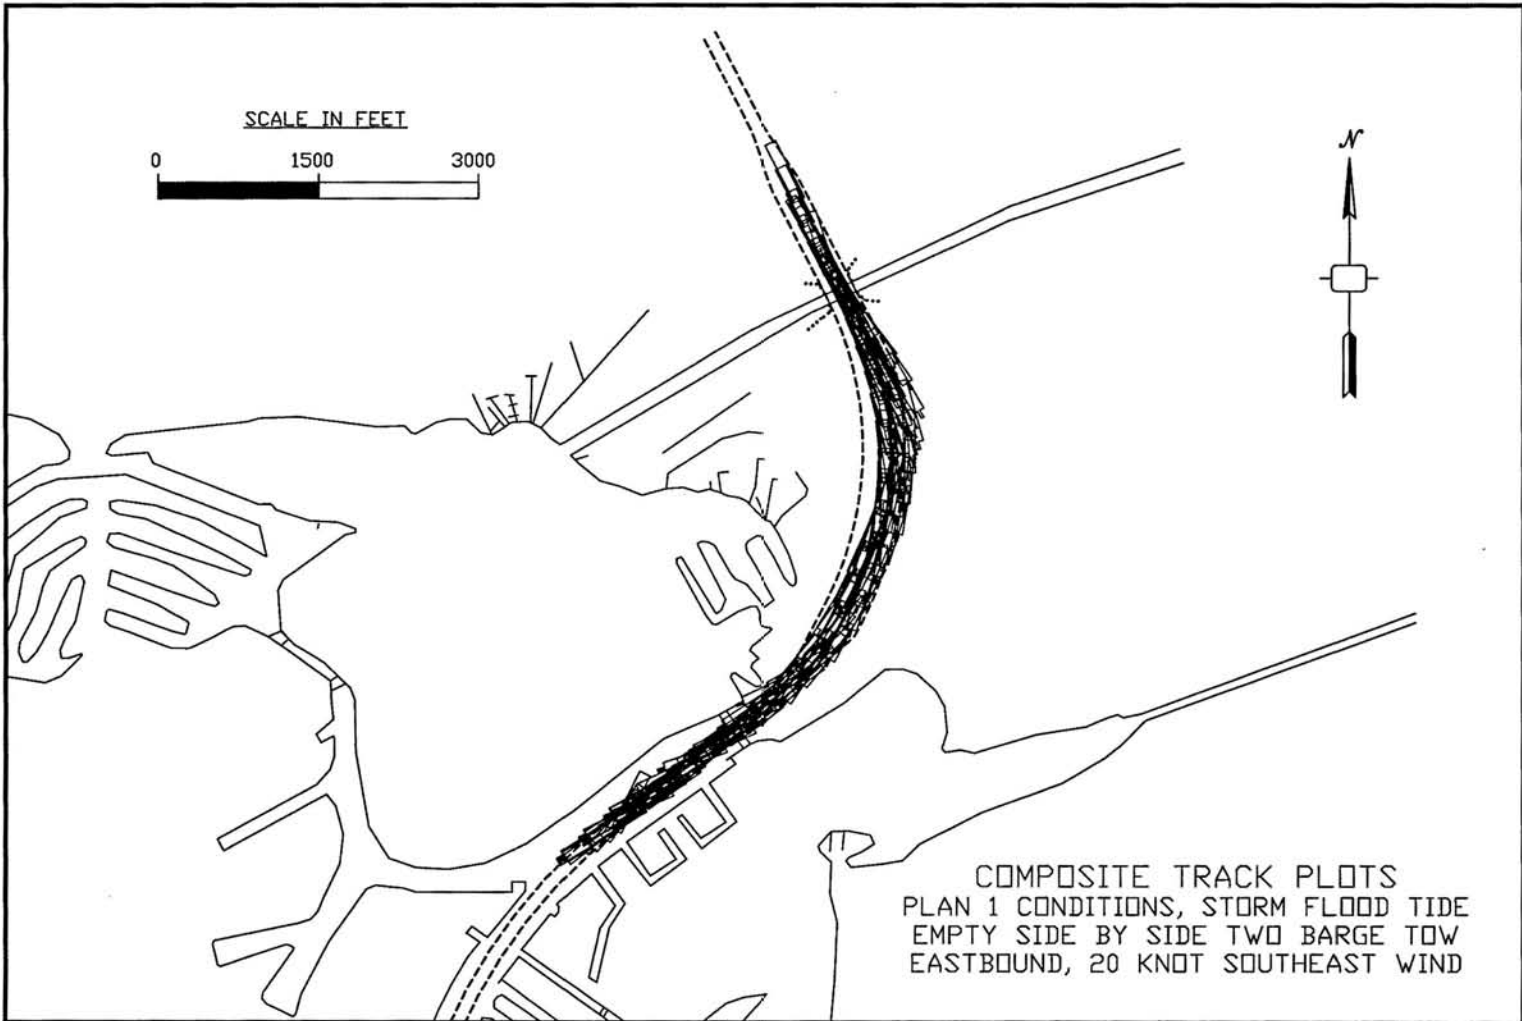 SCALE IN FEET
0 1500 3000
N
COMPOSITE TRACK PLOTS
PLAN 1 CONDITIONS, STORM FLOOD TIDE
EMPTY SIDE BY SIDE TWO BARGE TOW
EASTBOUND, 20 KNOT SOUTHEAST WIND